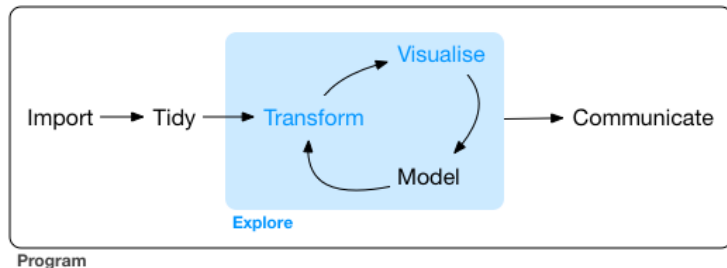 Visualise
Import
Tidy
Transform
Communicate
Model
Explore
Program